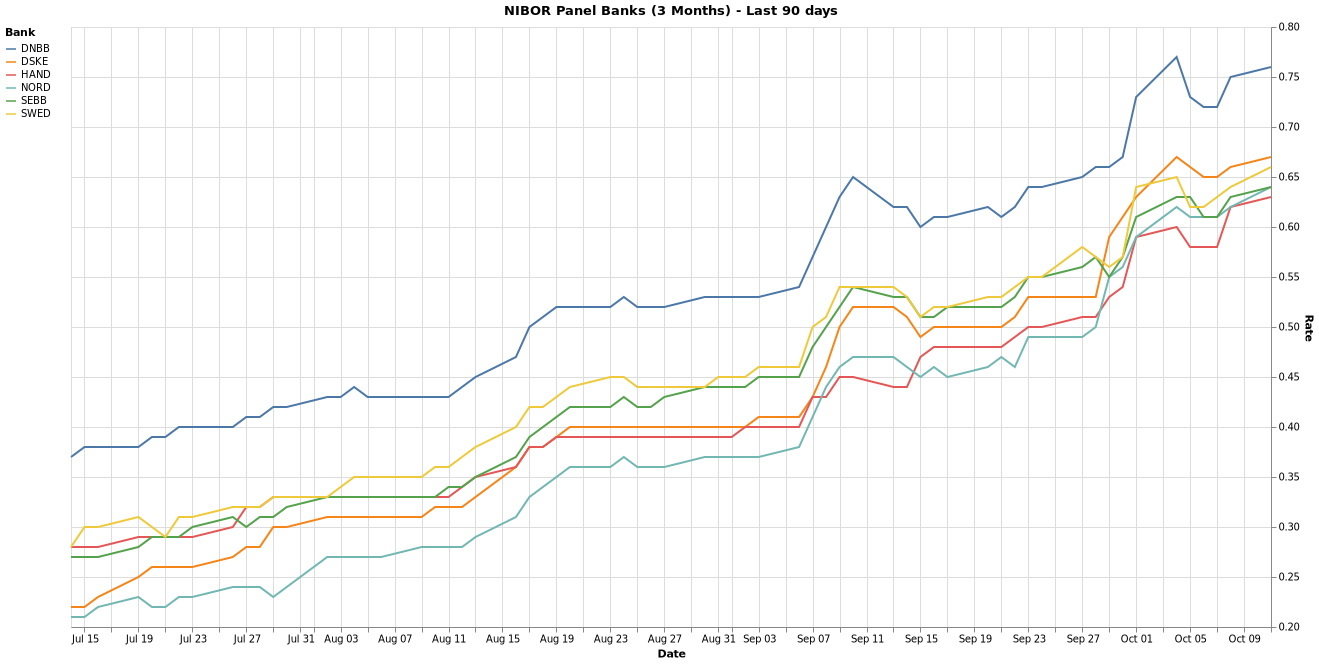 NIBOR Panel Banks (3 Months) - Last 90 days
Bank
DNBB
DSKE
HAND
NORD
SEBB
SWED
0.80
0.75
0.70
0.65
0.60
0.55
0.50
0.45
0.40
0.35
0.30
0.25
0.20
Rate
Jul 15 Jul 19 Jul 23 Jul 27 Jul 31 Aug 03 Aug 07 Aug 11 Aug 15 Aug 19 Aug 23 Aug 27 Aug 31 Sep 03 Sep 07 Sep 11 Sep 15 Sep 19 Sep 23 Sep 27 Oct 01 Oct 05 Oct 09
Date